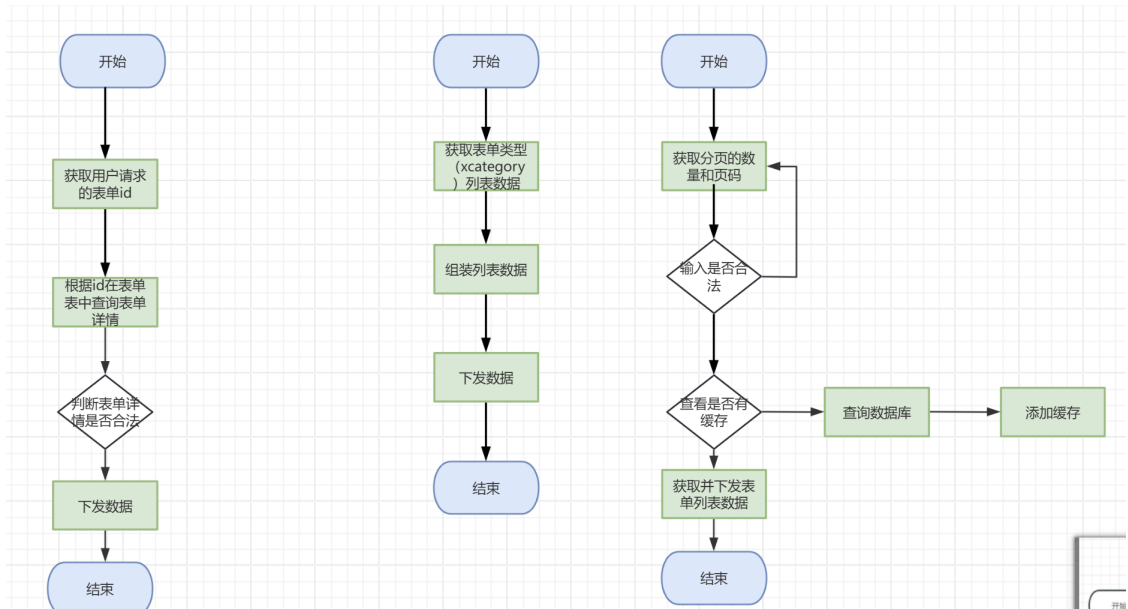 开始
获取用户请求
的表单id
根据id在表单
表中查询表单
详情
判断表单详
情是否合法
下发数据
结束
开始
获取表单类型
（xcategory
）列表数据
组装列表数据
下发数据
结束
开始
获取分页的数
量和页码
输入是否合
法
查看是否有
缓存
查询数据库
添加缓存
获取并下发表
单列表数据
结束
开始